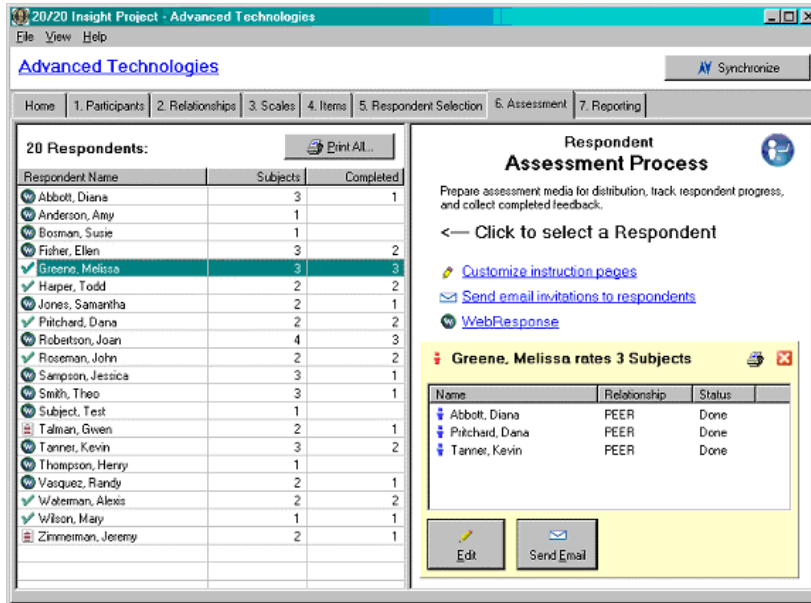 20/20 Insight Project - Advanced Technologies
File View Help
Advanced Technologies
Synchronize
Home 1. Participants 2. Relationships 3. Scales 4. Items 5. Respondent Selection 6. Assessment 7. Reporting
20 Respondents:
Print All...
Respondent Name Subjects Completed
Abbott, Diana 3 1
Anderson, Amy 1
Bosman, Susie 1
Fisher, Ellen 3 2
Greene, Melissa 3 3
Harper, Todd 2 2
Jones, Samantha 2 1
Pritchard, Dana 2 2
Robertson, Joan 4 3
Roseman, John 2 2
Sampson, Jessica 3 1
Smith, Theo 3 1
Subject, Test 1
Talman, Gwen 2 1
Tanner, Kevin 3 2
Thompson, Henry 1
Vasquez, Randy 2 1
Waterman, Alexis 2 2
Wilson, Mary 1 1
Zimmerman, Jeremy 2 1
Respondent
Assessment Process
Prepare assessment media for distribution, track respondent progress,
and collect completed feedback.
<— Click to select a Respondent
Customize instruction pages
Send email invitations to respondents
WebResponse
Greene, Melissa rates 3 Subjects
Name Relationship Status
Abbott, Diana PEER Done
Pritchard, Dana PEER Done
Tanner, Kevin PEER Done
Edit
Send Email